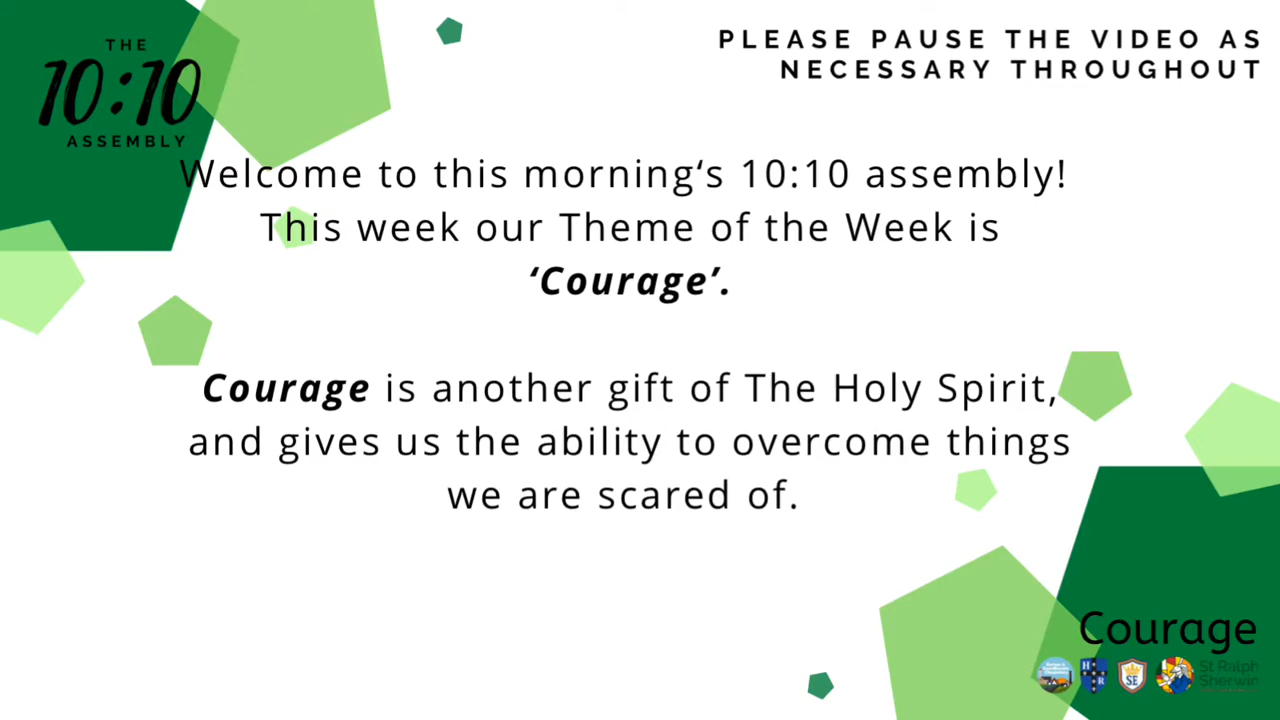 THE
10:10
ASSEMBLY
PLEASE PAUSE THE VIDEO AS
NECESSARY THROUGHOUT
Welcome to this morning‘s 10:10 assembly!
This week our Theme of the Week is
‘Courage’.
Courage is another gift of The Holy Spirit,
and gives us the ability to overcome things
we are scared of.
Courage
H
R
SE
St Ralph
Sherwin